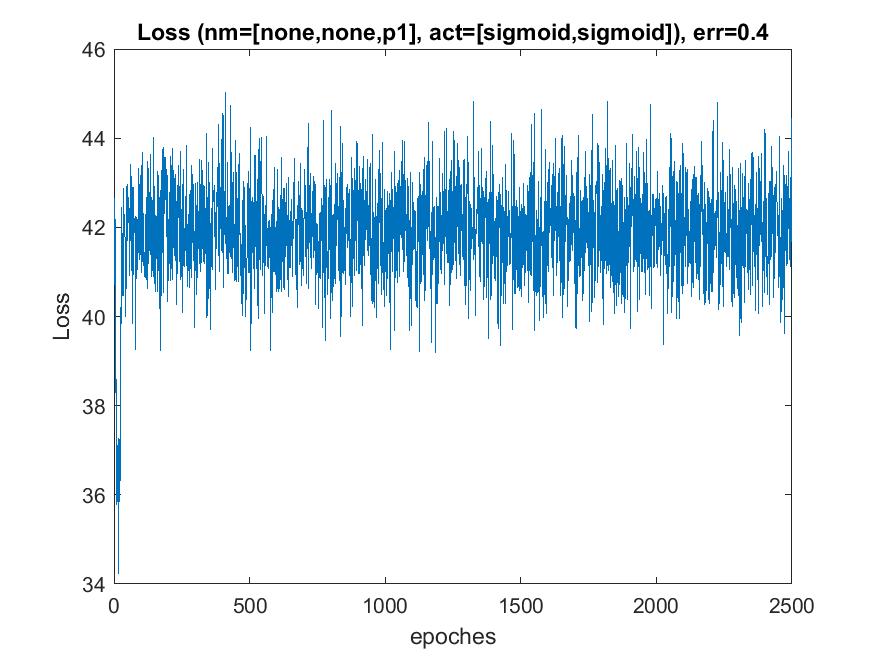 Loss (nm=[none,none,p1], act=[sigmoid,sigmoid]), err=0.4
46
44
42
40
38
36
34
Loss
0 500 1000 1500 2000 2500
epoches